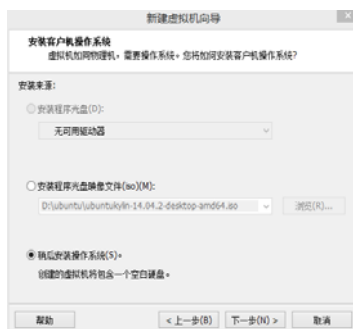 新建虚拟机向导
安装客户机操作系统
虚拟机如同物理机，需要操作系统。您将如何安装客户机操作系统?
安装来源:
安装程序光盘(D):
无可用驱动器
安装程序光盘映像文件(iso)(M):
D:\ubuntu\ubuntukylin-14.04.2-desktop-amd64.iso
浏览(R)...
稍后安装操作系统(S)。
创建的虚拟机将包含一个空白硬盘。
帮助
< 上一步(B)
下一步(N) >
取消